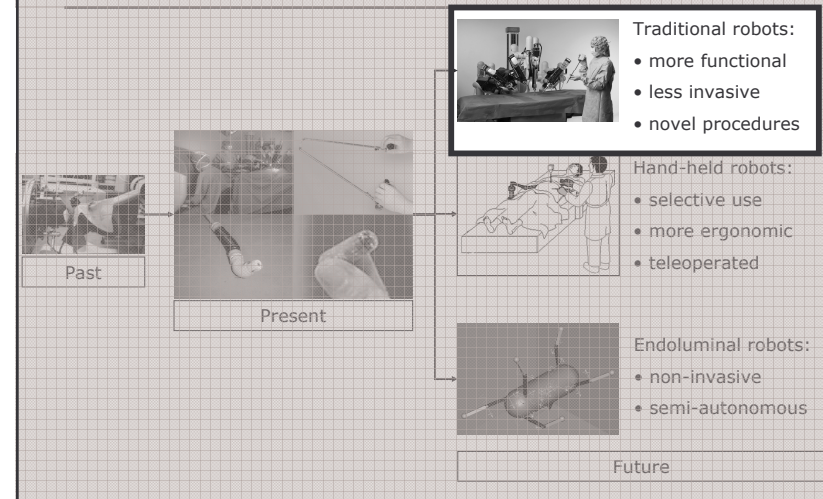 Traditional robots:
• more functional
• less invasive
• novel procedures
Hand-held robots:
• selective use
• more ergonomic
• teleoperated
Past
Present
Endoluminal robots:
• non-invasive
• semi-autonomous
Future